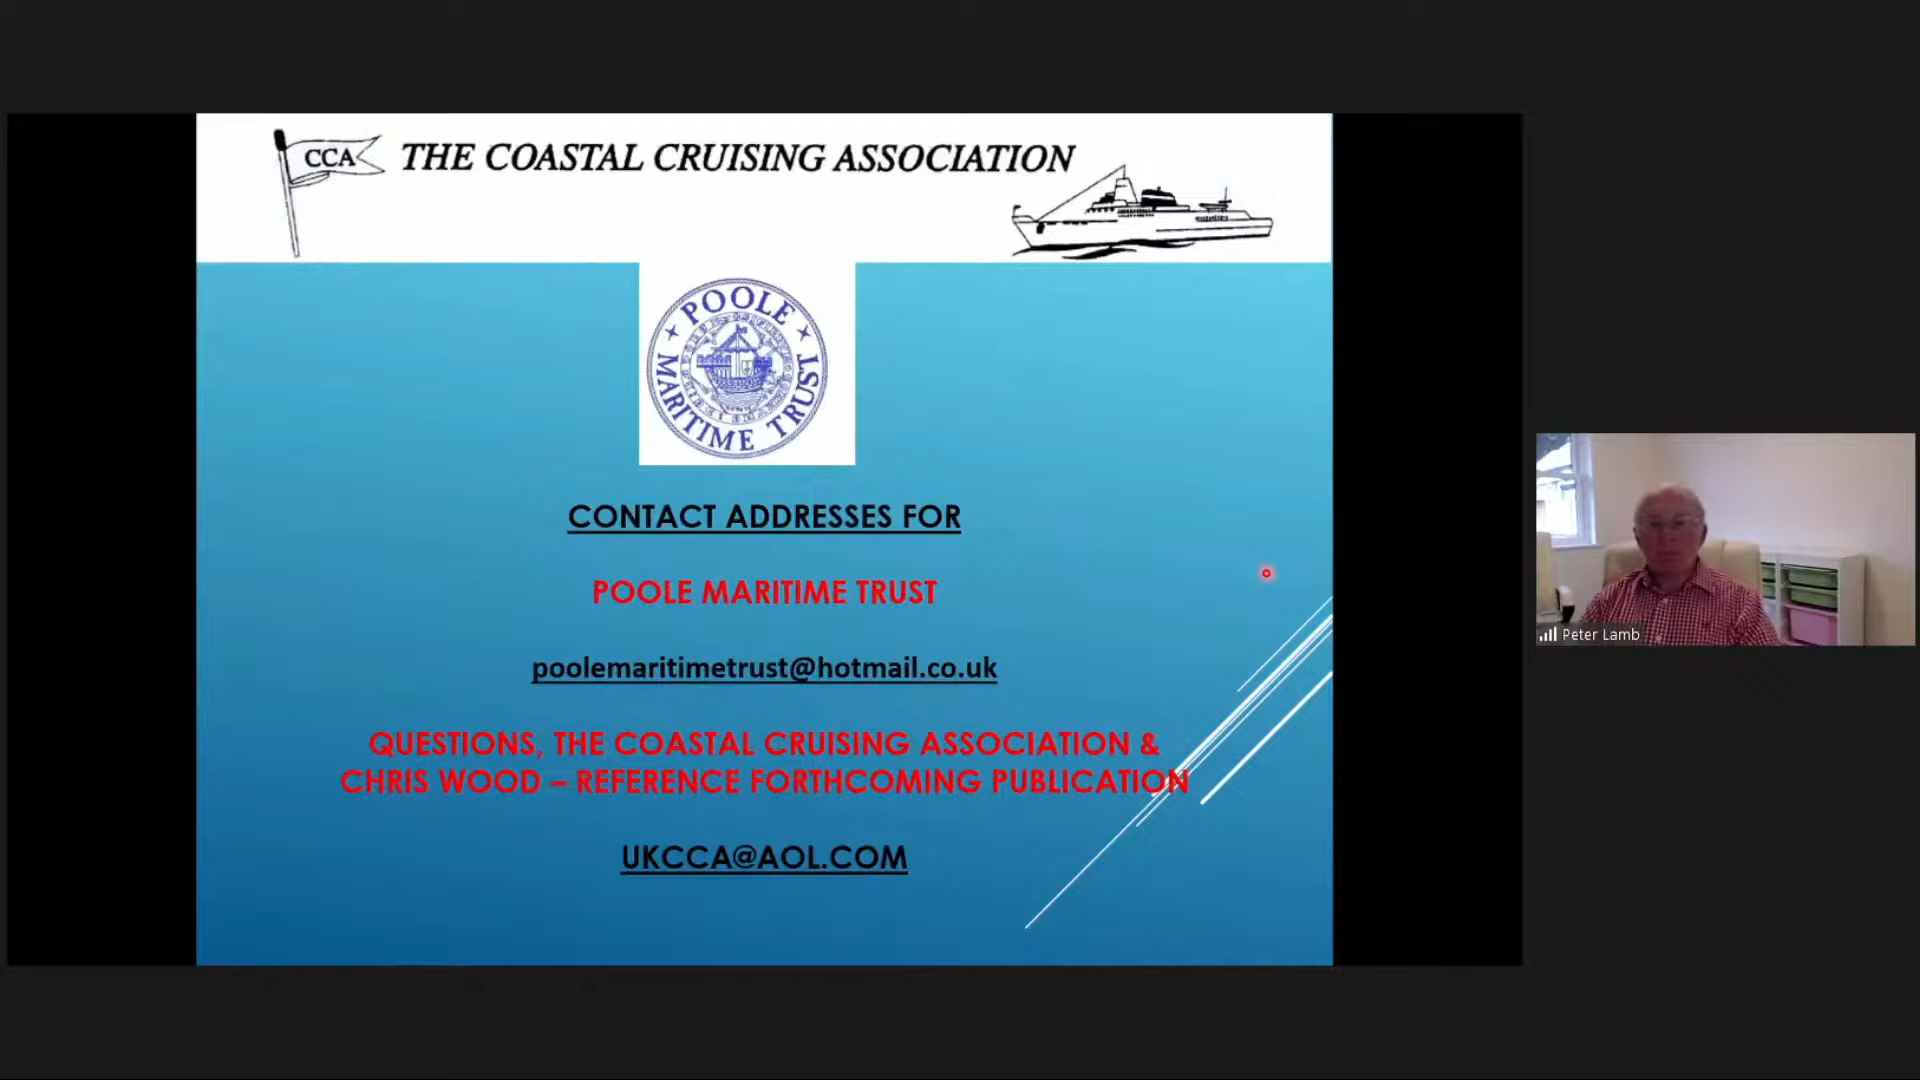 CCA
THE COASTAL CRUISING ASSOCIATION
POOLE MARITIME TRUST
CONTACT ADDRESSES FOR
POOLE MARITIME TRUST
poolemaritimetrust@hotmail.co.uk
QUESTIONS, THE COASTAL CRUISING ASSOCIATION &
CHRIS WOOD – REFERENCE FORTHCOMING PUBLICATION
UKCCA@AOL.COM
Peter Lamb